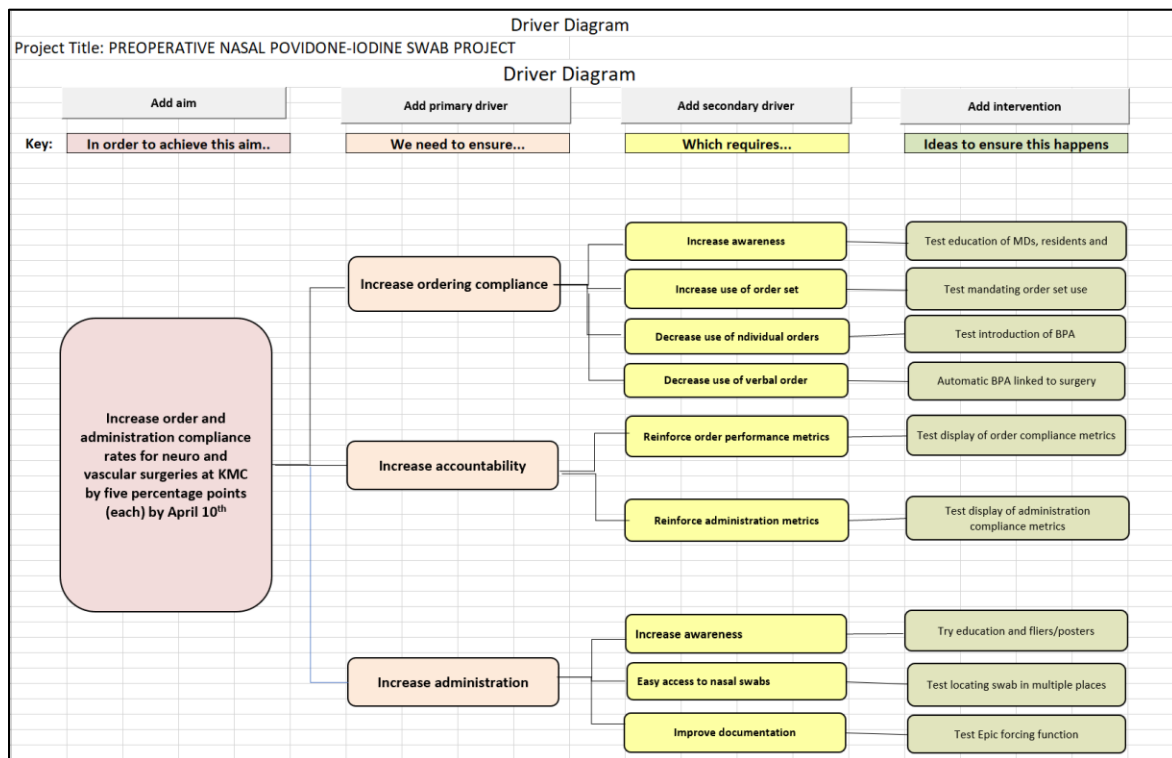 Driver Diagram
Project Title: PREOPERATIVE NASAL POVIDONE-IODINE SWAB PROJECT
Driver Diagram
Add aim
Add primary driver
Add secondary driver
Add intervention
Key:
In order to achieve this aim..
We need to ensure...
Which requires...
Ideas to ensure this happens
Increase order and
administration compliance
rates for neuro and
vascular surgeries at KMC
by five percentage points
(each) by April 10th
Increase ordering compliance
Increase awareness
Test education of MDs, residents and
Increase use of order set
Test mandating order set use
Decrease use of ndividual orders
Test introduction of BPA
Decrease use of verbal order
Automatic BPA linked to surgery
Increase accountability
Reinforce order performance metrics
Test display of order compliance metrics
Reinforce administration metrics
Test display of administration
compliance metrics
Increase administration
Increase awareness
Try education and fliers/posters
Easy access to nasal swabs
Test locating swab in multiple places
Improve documentation
Test Epic forcing function